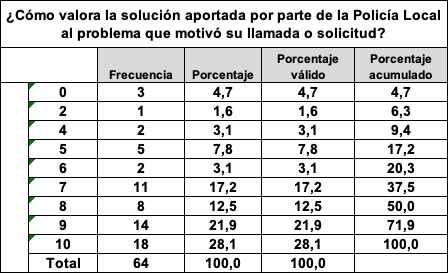 ¿Cómo valora la solución aportada por parte de la Policía Local
al problema que motivó su llamada o solicitud?
Frecuencia Porcentaje Porcentaje válido Porcentaje acumulado
0 3 4,7 4,7 4,7
2 1 1,6 1,6 6,3
4 2 3,1 3,1 9,4
5 5 7,8 7,8 17,2
6 2 3,1 3,1 20,3
7 11 17,2 17,2 37,5
8 8 12,5 12,5 50,0
9 14 21,9 21,9 71,9
10 18 28,1 28,1 100,0
Total 64 100,0 100,0